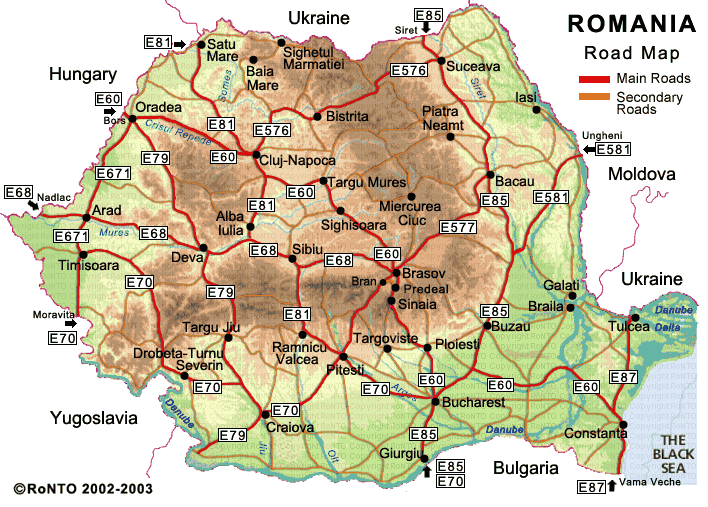 ROMANIA
Road Map
Main Roads
Secondary
Roads
Ukraine
E85
Siret
E81
Satu
Mare
Sighetul
Marmatiei
Baia
Mare
Suceava
E576
Hungary
Somes
Siret
E60
Bors
Oradea
Crisul Repede
E81
E576
Bistrita
Piatra
Neamt
Iasi
Ungheni
E581
Moldova
E79
E60
Cluj-Napoca
E671
E60
Targu Mures
Bacau
E68
Nadlac
Miercurea
Ciuc
E85
E581
Arad
Alba
Iulia
E81
Sighisoara
E577
E671
Mures
E68
Deva
E68
Sibiu
E68
E60
Timisoara
Brasov
Bran
Predeal
Sinaia
E70
E79
Galati
Braila
Ukraine
Moravita
E70
E81
E85
Buzau
Tulcea
Danube
Delta
Targu Jiu
Ramnicu
Valcea
Targoviste
Ploiesti
Drobeta-Turnu
Severin
Pitesti
E70
E70
Arges
E60
E60
E60
E87
Bucharest
Yugoslavia
Danube
E70
Craiova
E79
Jiu
Olt
E85
Danube
Constanta
Giurgiu
THE
BLACK
SEA
E85
E70
Bulgaria
E87
Vama Veche
©RoNTO 2002-2003